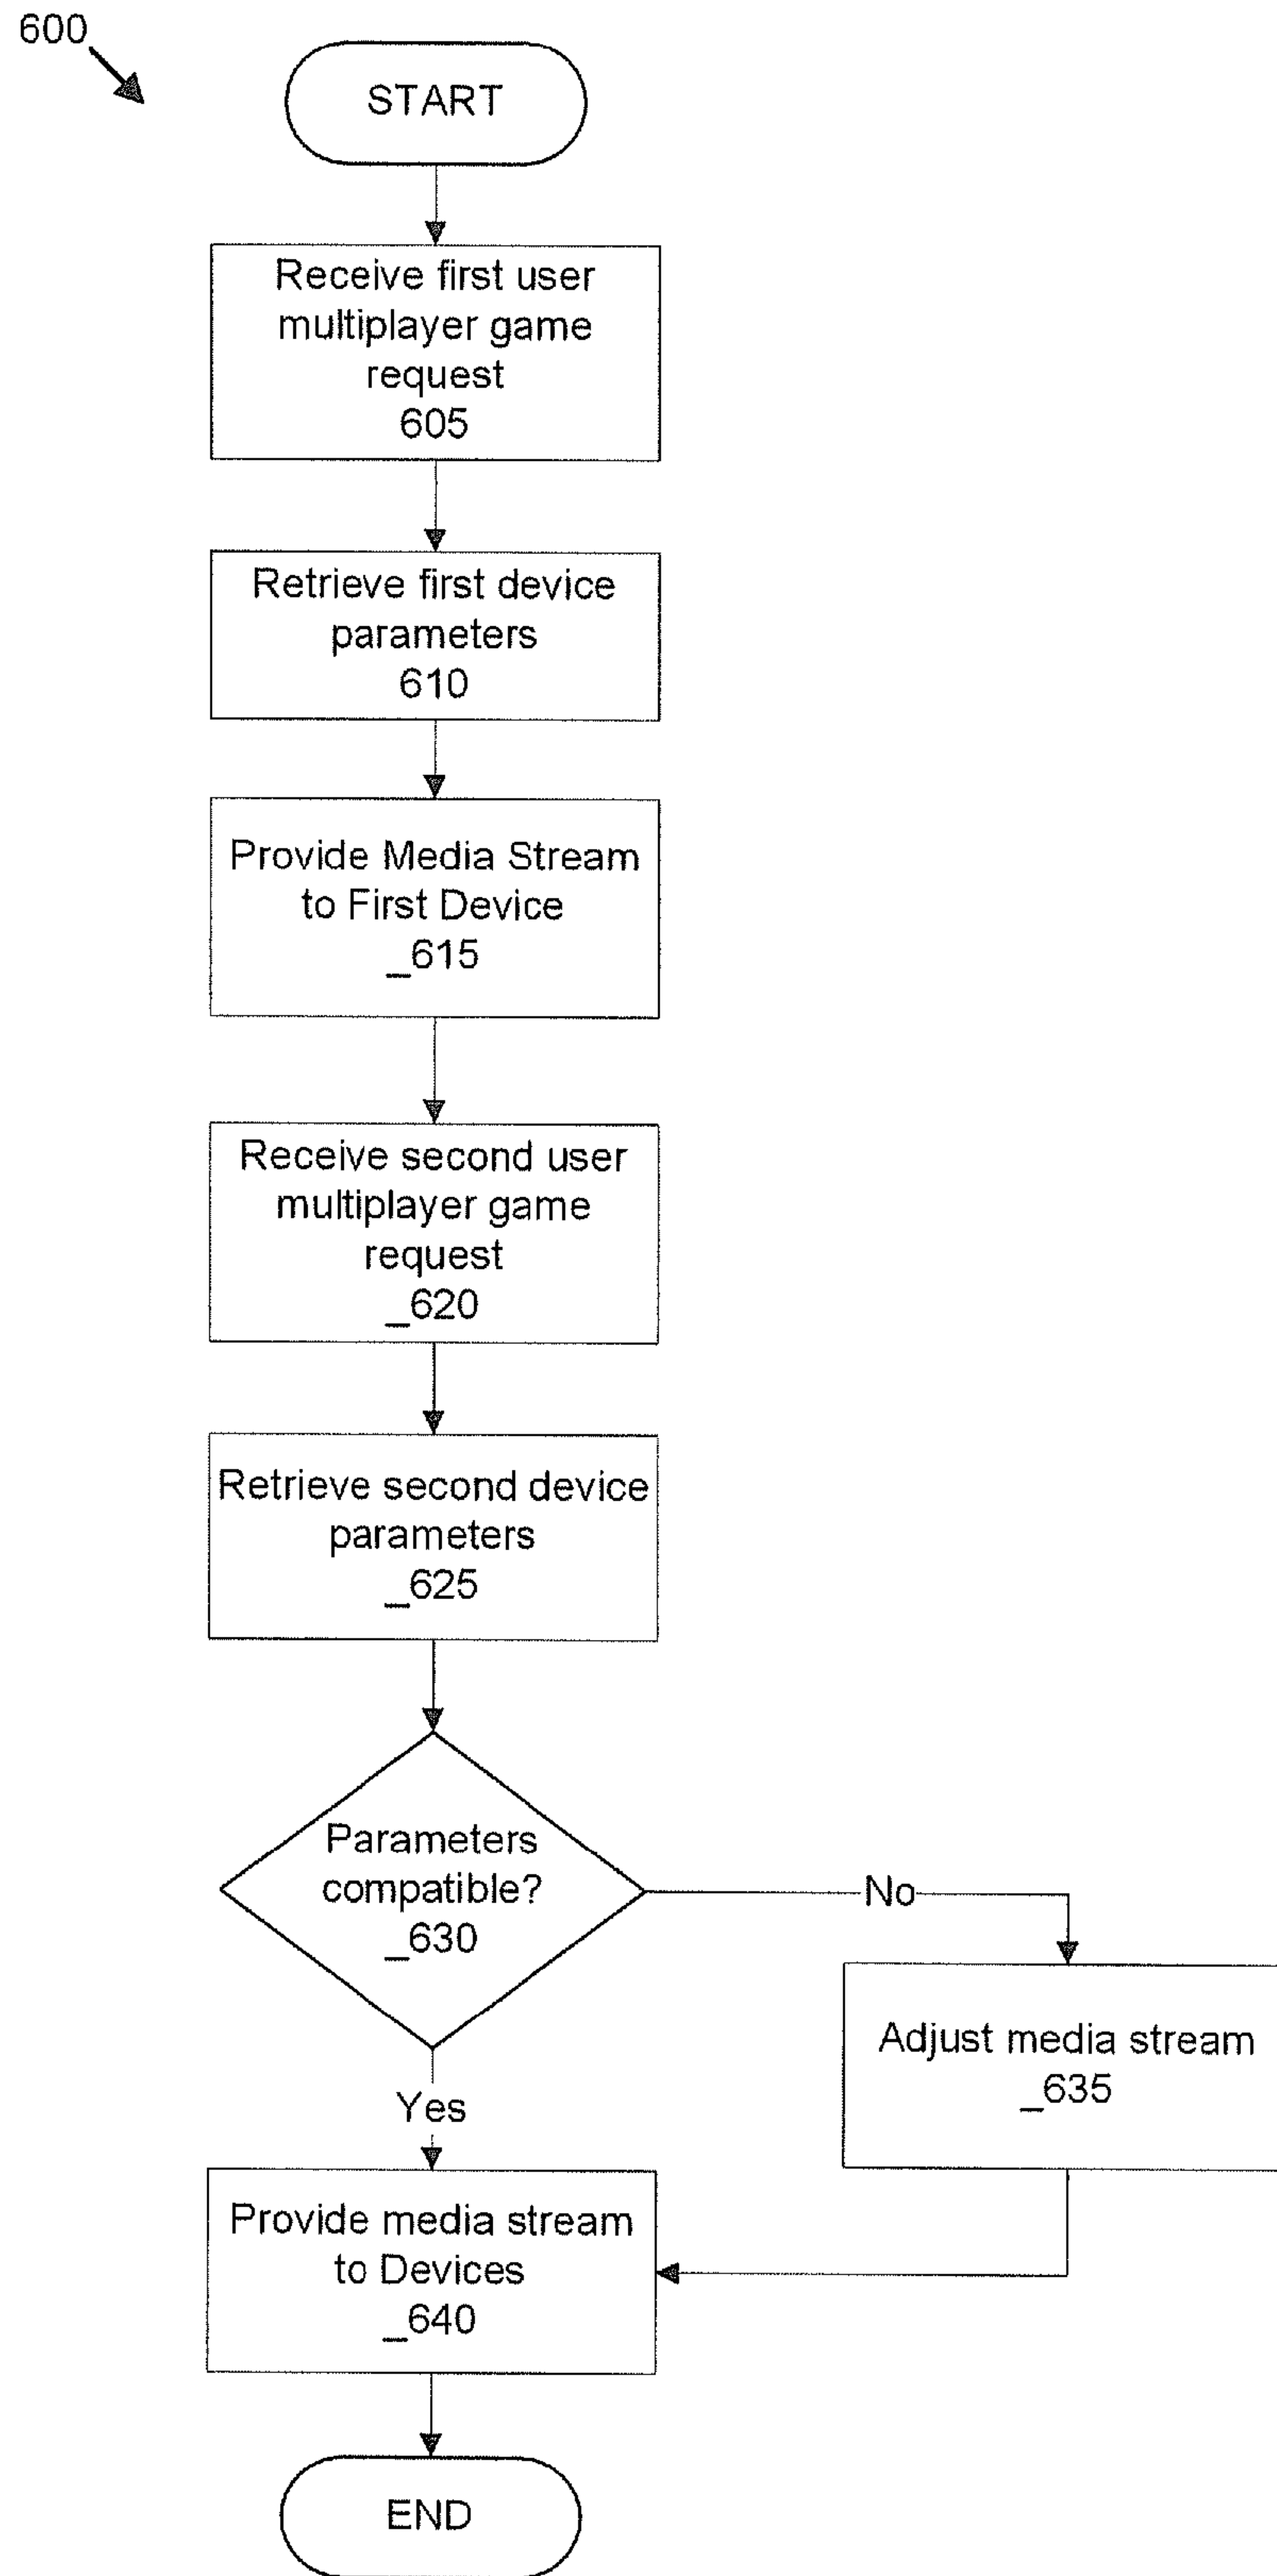 600
START
Receive first user
multiplayer game
request
605
Retrieve first device
parameters
610
Provide Media Stream
to First Device
_615
Receive second user
multiplayer game
request
_620
Retrieve second device
parameters
_625
Parameters
compatible?
_630
No
Adjust media stream
_635
Yes
Provide media stream
to Devices
_640
END